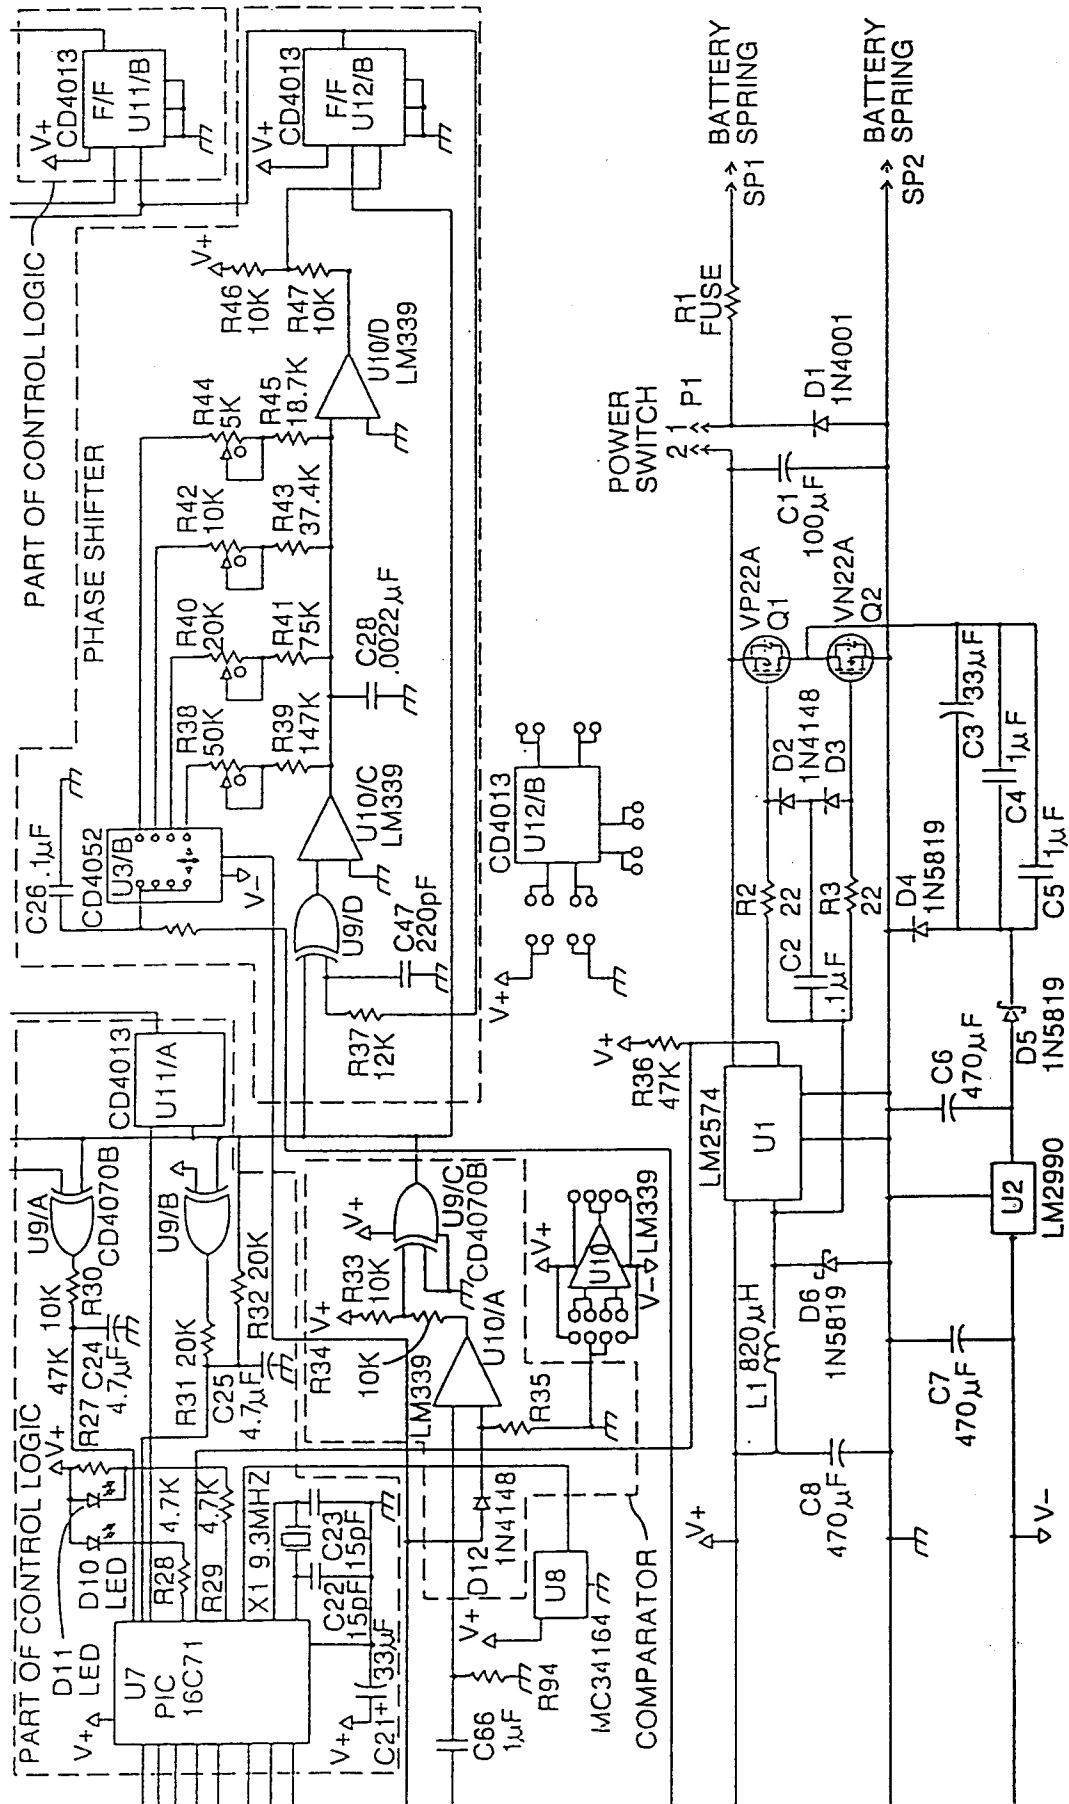 PART OF CONTROL LOGIC
D11
LED
D10
LED
V+
R27
47K
C24
4.7µF
10K
R30
U9/A
CD4070B
V+
U7
PIC
16C71
R28
4.7K
R29
4.7K
R31
20K
C25
4.7µF
R32
20K
U9/B
CD4013
U11/A
X1 9.3MHZ
C22
15pF
C23
15pF
V+
C21
+
33µF
C26 .1µF
CD4052
U3/B
V-
PHASE SHIFTER
PART OF CONTROL LOGIC
V+
CD4013
F/F
U11/B
R38
50K
R39
147K
R40
20K
R41
75K
R42
10K
R43
37.4K
R44
5K
R45
18.7K
C28
.0022µF
U10/C
LM339
U9/D
C47
220pF
R37
12K
U10/D
LM339
V+
R46
10K
R47
10K
V+
CD4013
F/F
U12/B
R34
10K
V+
R33
10K
LM339
U10/A
V+
U9/C
CD4070B
R35
V+
U10
V-
LM339
D12
1N4148
C66
1µF
R94
V+
U8
MC34164
COMPARATOR
V+
CD4013
U12/B
V+
R36
47K
LM2574
U1
V+
C8
470µF
L1 820µH
D6
1N5819
R2
22
C2
.1µF
R3
22
D2
1N4148
D3
VP22A
Q1
VN22A
Q2
POWER
SWITCH
2
1
P1
C1
100µF
D1
1N4001
R1
FUSE
SP1
BATTERY
SPRING
SP2
BATTERY
SPRING
V-
C7
470µF
U2
LM2990
C6
470µF
D5
1N5819
D4
1N5819
C3
33µF
C4
1µF
C5
1µF